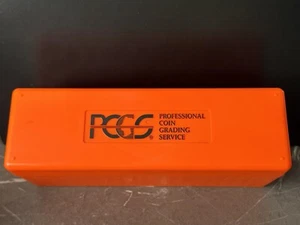 PCGS®
PROFESSIONAL
COIN
GRADING
SERVICE